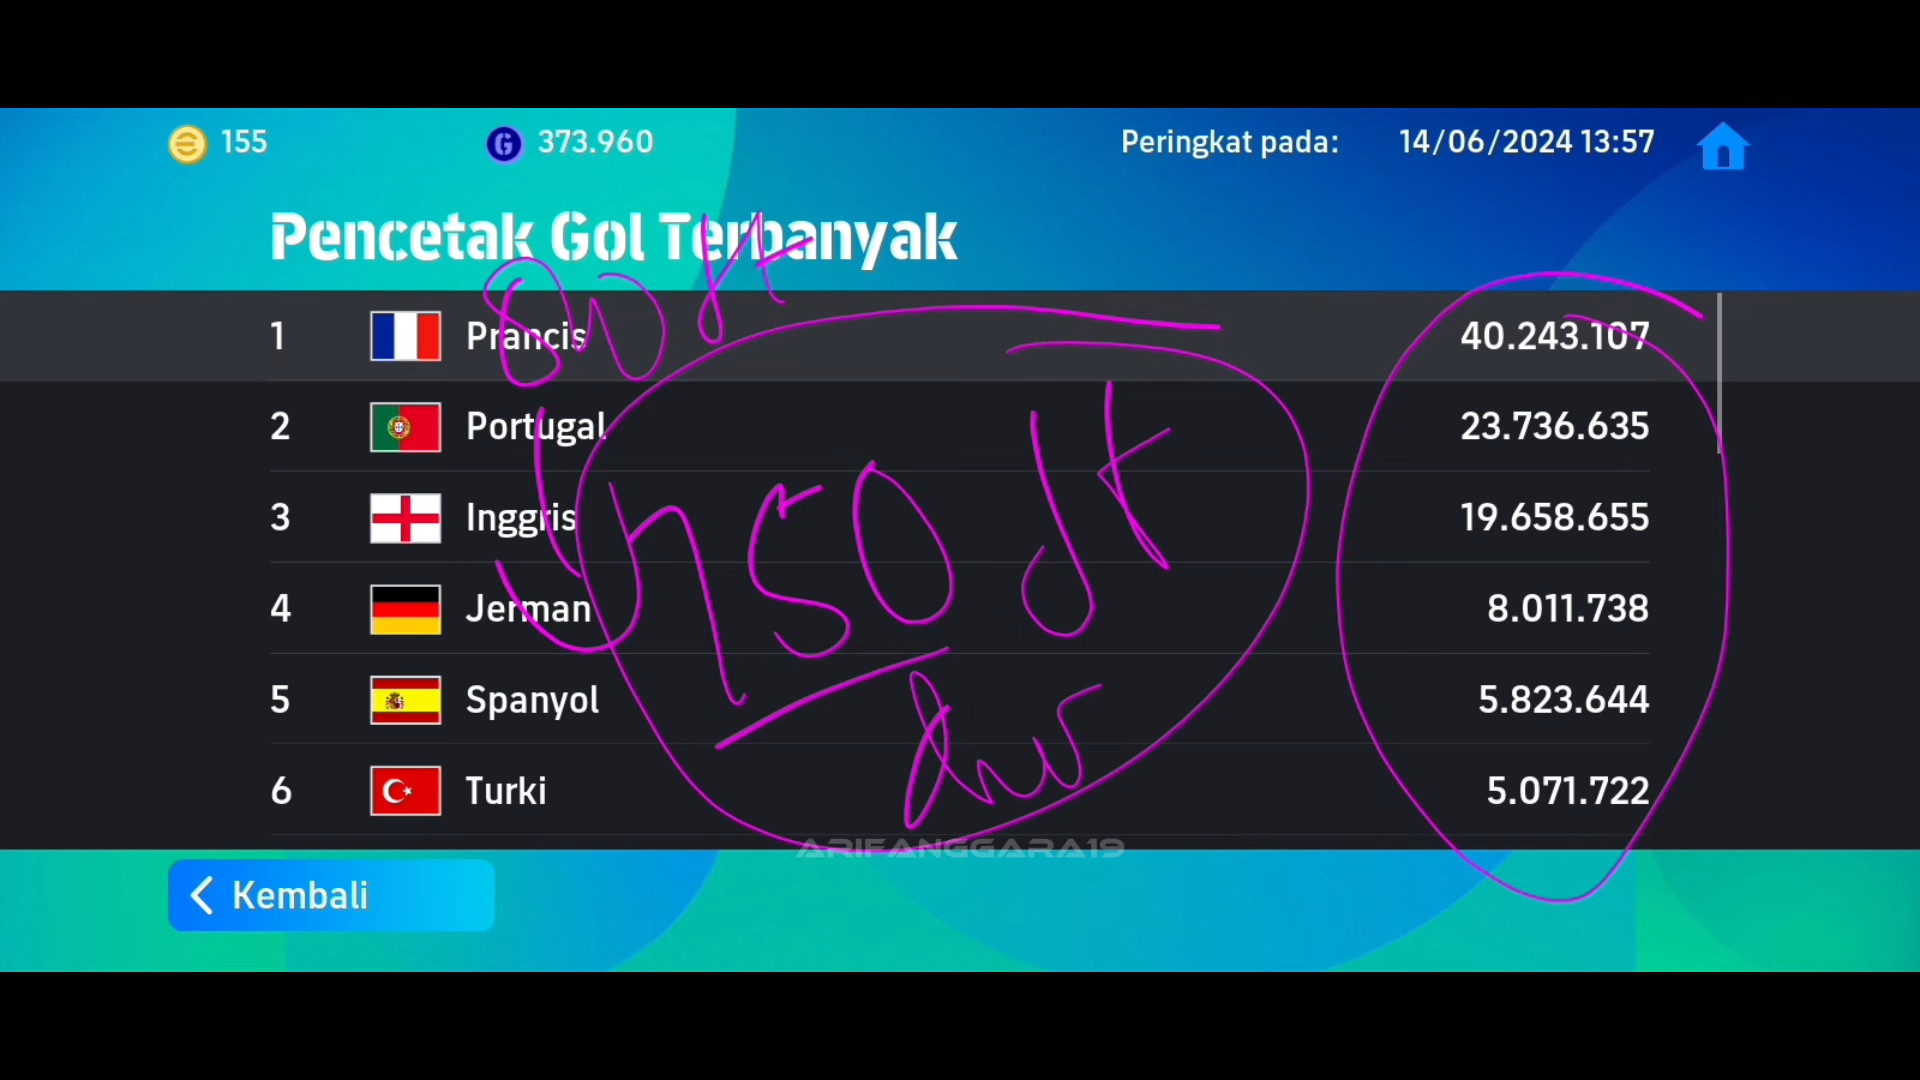 155 373.960 Peringkat pada: 14/06/2024 13:57
Pencetak Gol Terbanyak
1 Prancis 40.243.107
2 Portugal 23.736.635
3 Inggris 19.658.655
4 Jerman 8.011.738
5 Spanyol 5.823.644
6 Turki 5.071.722
ARIFANGGARA19
Kembali